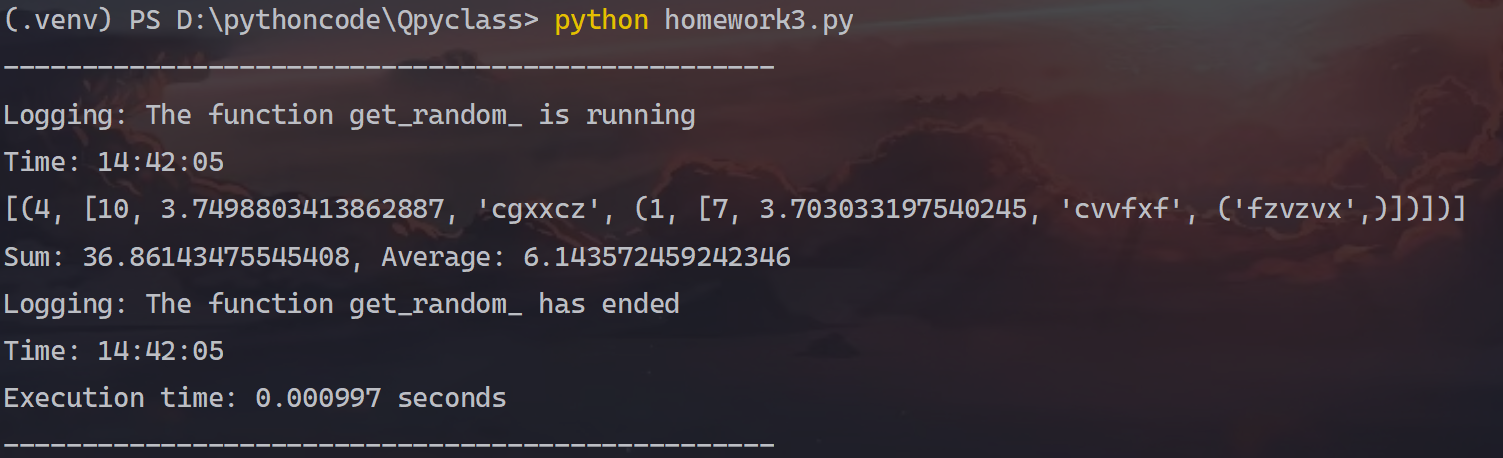 (.venv) PS D:\pythoncode\Qpyclass> python homework3.py
-------------------------------------------------
Logging: The function get_random_ is running
Time: 14:42:05
[(4, [10, 3.7498803413862887, 'cgxxcz', (1, [7, 3.703033197540245, 'cvvfxf', ('fzvzvx',)])])]
Sum: 36.86143475545408, Average: 6.143572459242346
Logging: The function get_random_ has ended
Time: 14:42:05
Execution time: 0.000997 seconds
-------------------------------------------------